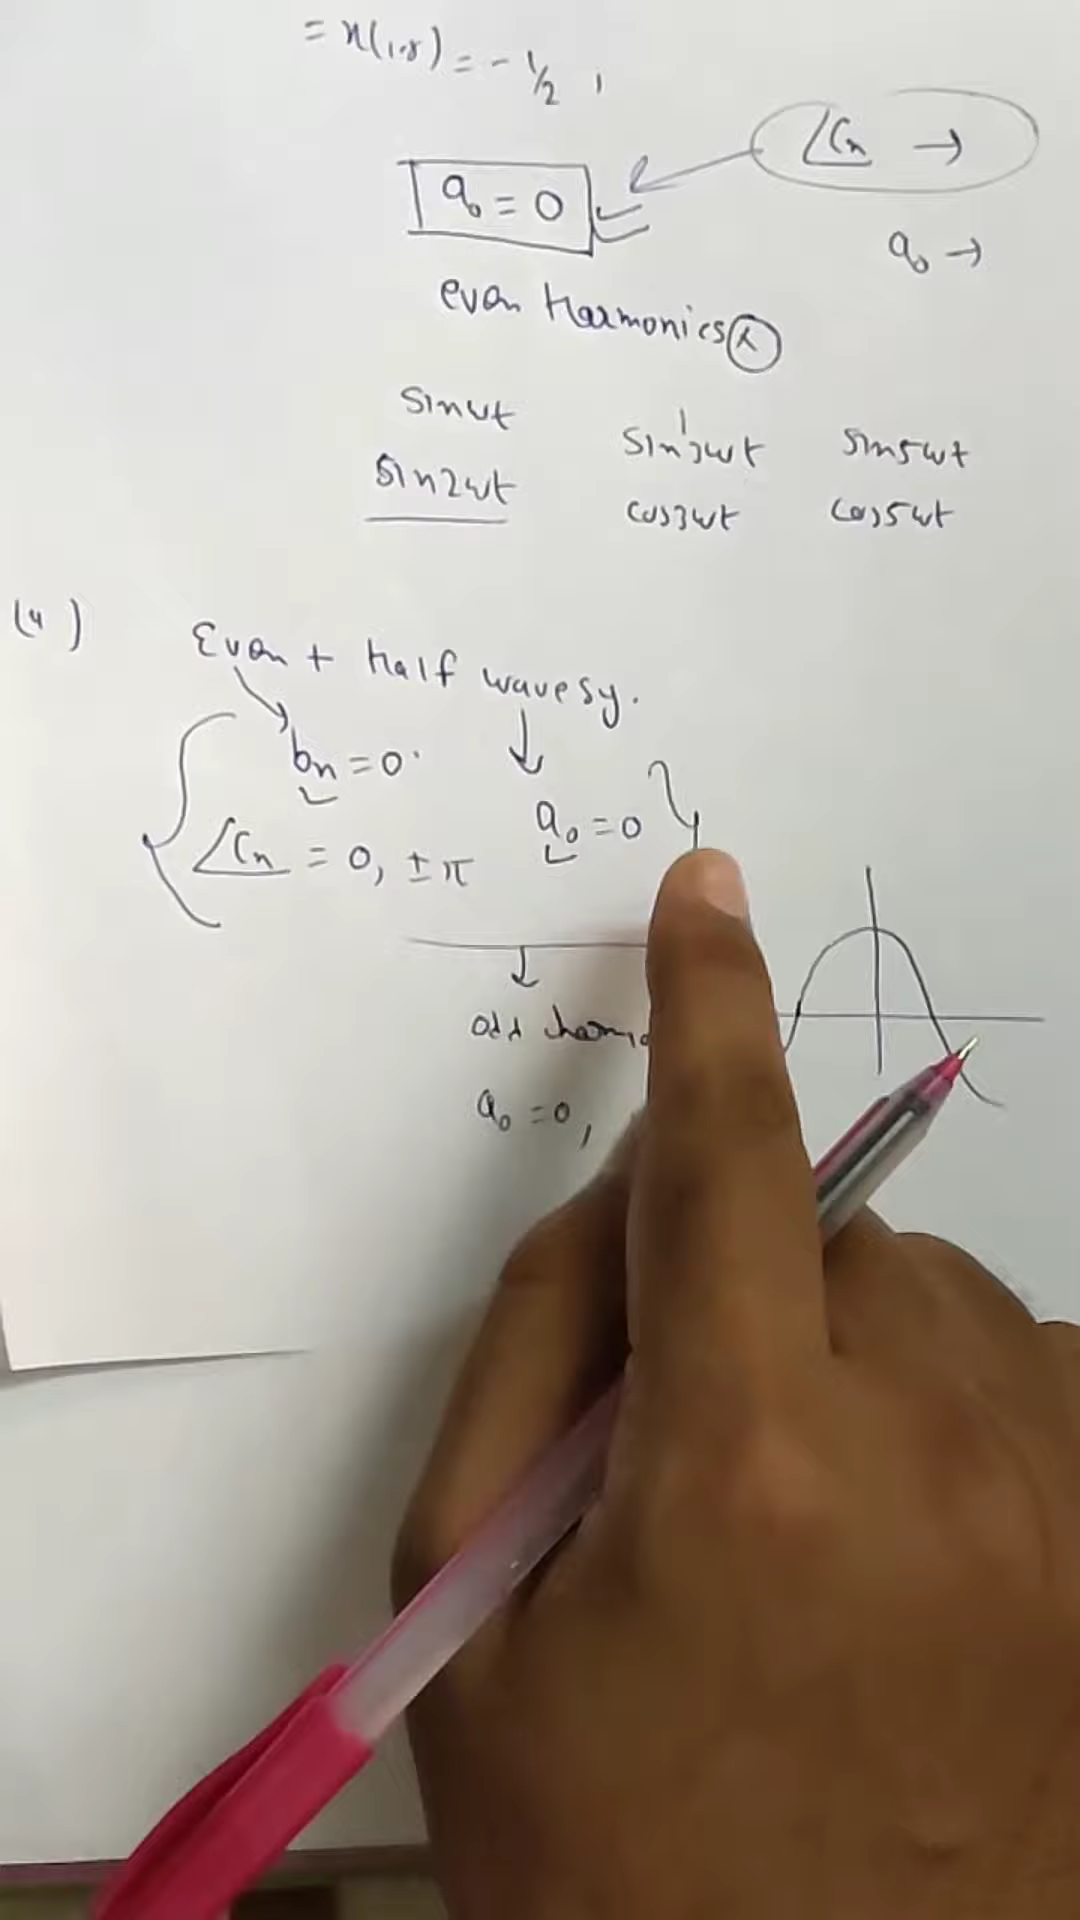 = x(1.8) = -1/2,
∠Cn →
a0 = 0
a0 →
even Harmonics (x)
sinωt
sin3ωt sin5ωt
sin2ωt
cos3ωt cos5ωt
(4) Even + Half wave sy.
bn = 0
a0 = 0
∠Cn = 0, ±π
odd
a0 = 0,